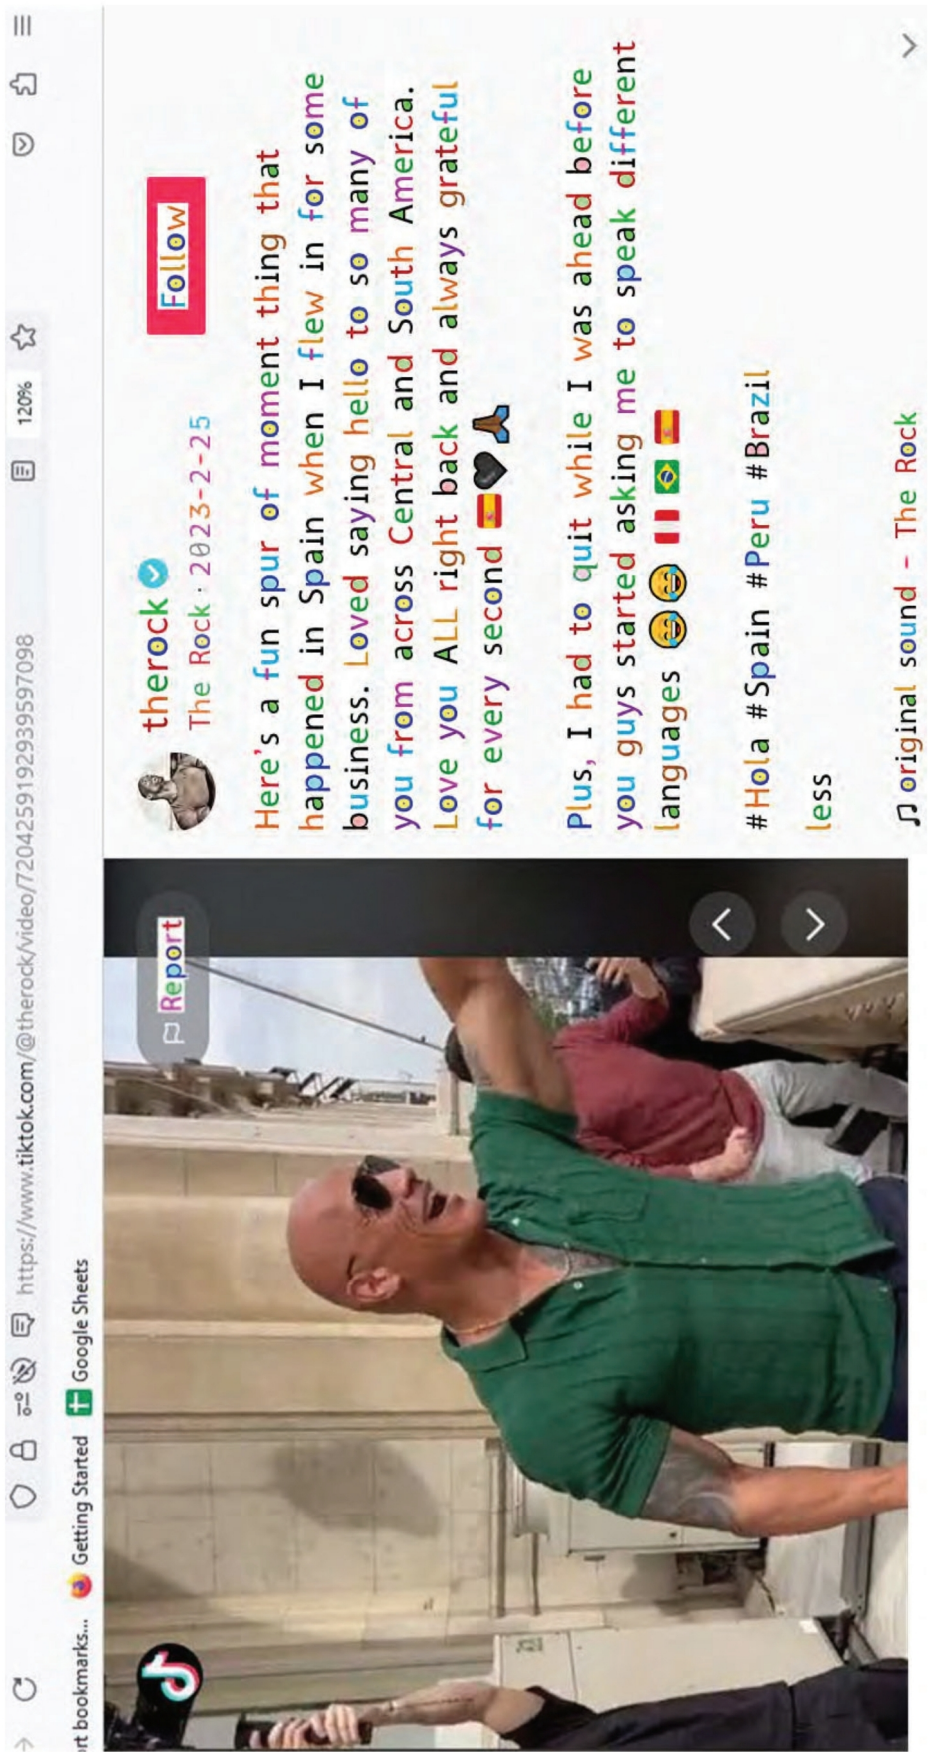 https://www.tiktok.com/@therock/video/7204259192939597098
120%
rt bookmarks...
Getting Started
Google Sheets
Report
therock
The Rock · 2023-2-25
Follow
Here's a fun spur of moment thing that
happened in Spain when I flew in for some
business. Loved saying hello to so many of
you from across Central and South America.
Love you ALL right back and always grateful
for every second 🇪🇸🖤🙏🏾
Plus, I had to quit while I was ahead before
you guys started asking me to speak different
languages 😂😂🇵🇪🇧🇷🇪🇸
#Hola #Spain #Peru #Brazil
less
♫ original sound - The Rock